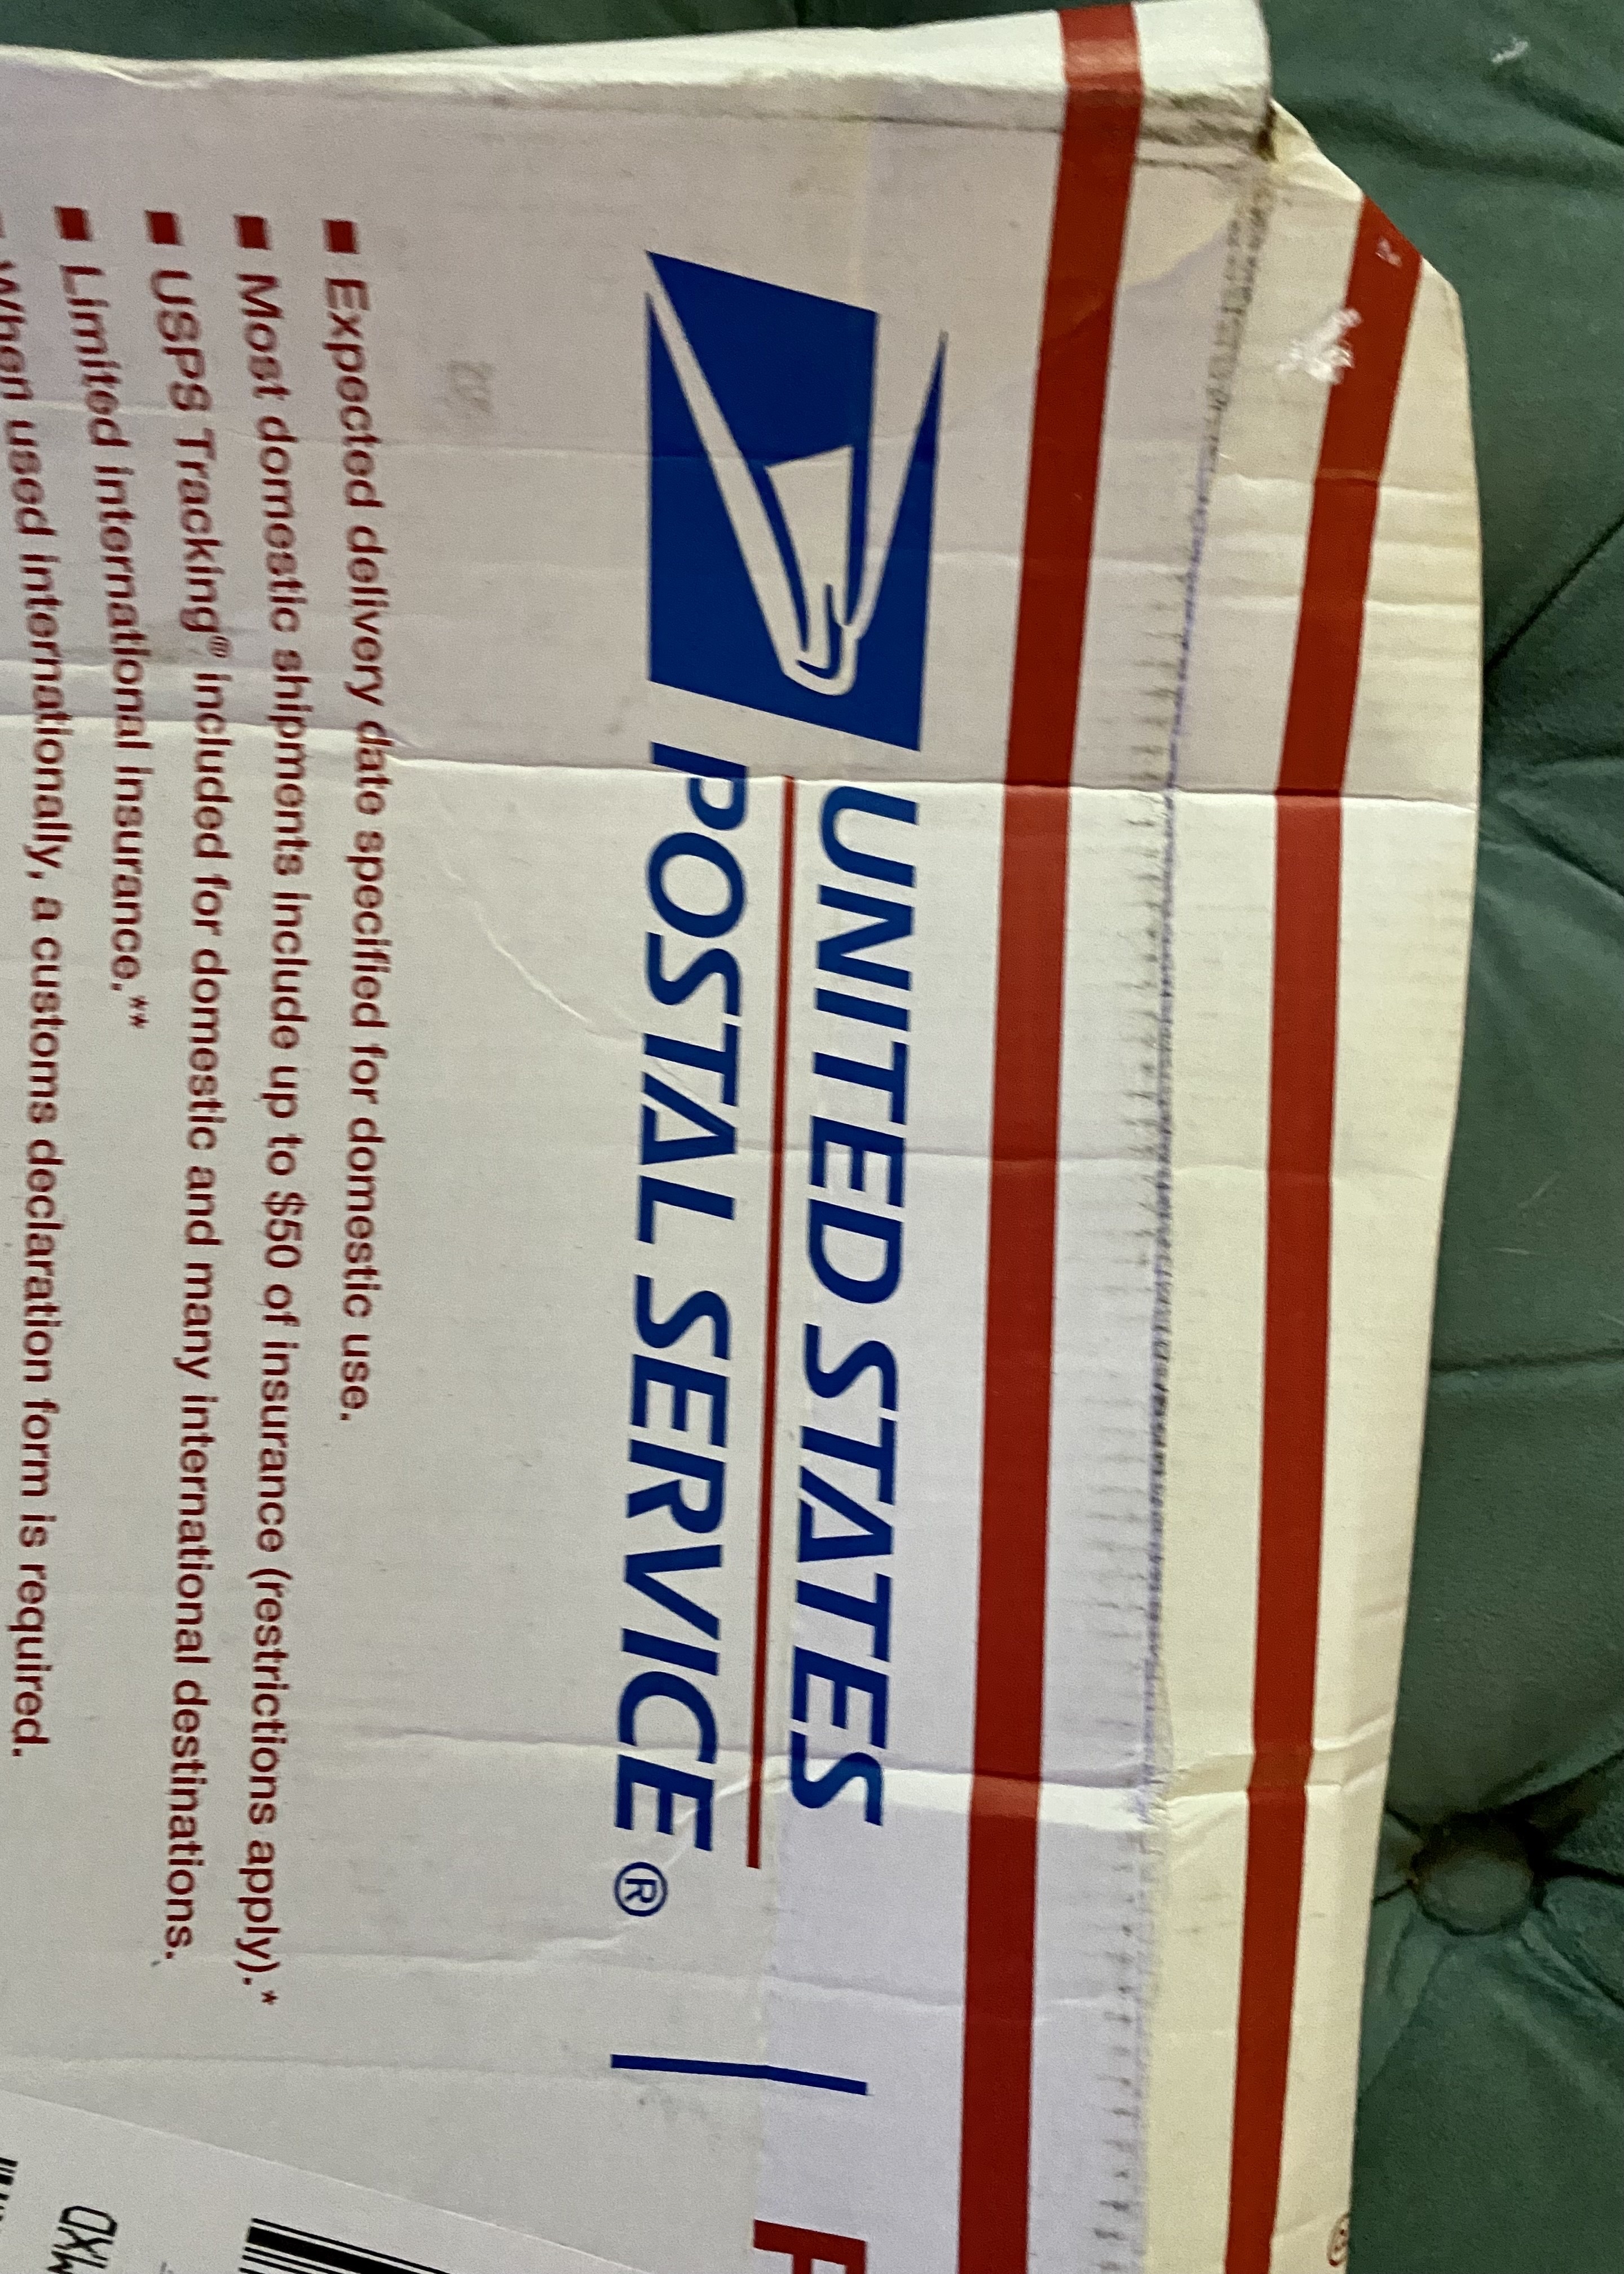 UNITED STATES
POSTAL SERVICE®
■ Expected delivery date specified for domestic use.
■ Most domestic shipments include up to $50 of insurance (restrictions apply).*
■ USPS Tracking® included for domestic and many international destinations.
■ Limited international insurance.**
■ When used internationally, a customs declaration form is required.